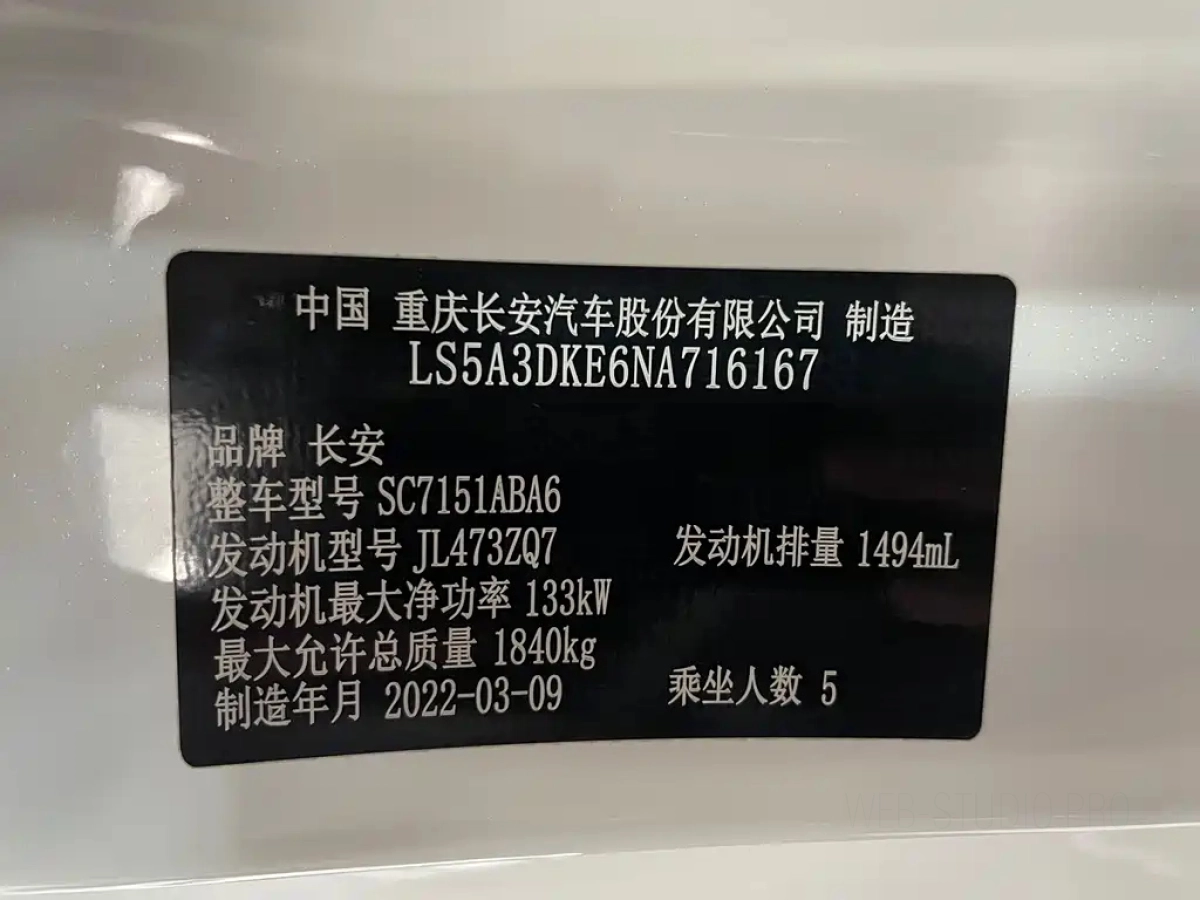 中国 重庆长安汽车股份有限公司 制造
LS5A3DKE6NA716167
品牌 长安
整车型号 SC7151ABA6
发动机型号 JL473ZQ7 发动机排量 1494mL
发动机最大净功率 133kW
最大允许总质量 1840kg
制造年月 2022-03-09 乘坐人数 5